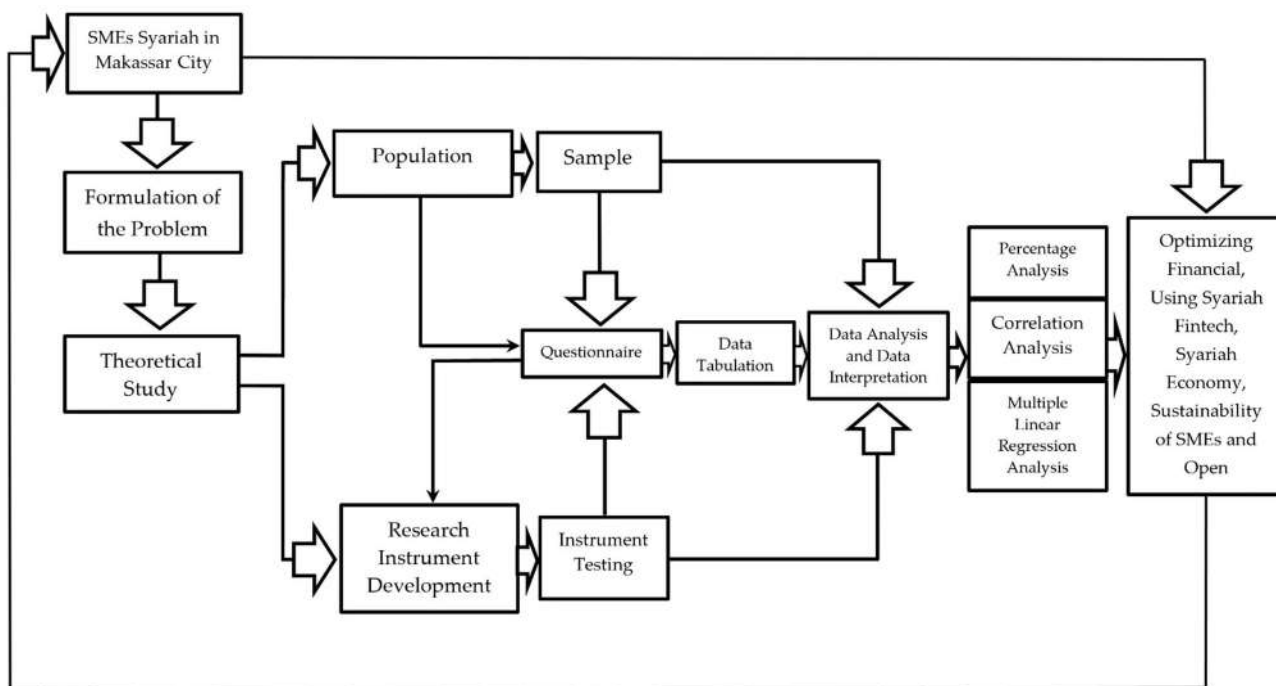 SMEs Syariah in
Makassar City
Formulation of
the Problem
Theoretical
Study
Population
Sample
Questionnaire
Data
Tabulation
Data Analysis
and Data
Interpretation
Research
Instrument
Development
Instrument
Testing
Percentage
Analysis
Correlation
Analysis
Multiple
Linear
Regression
Analysis
Optimizing
Financial,
Using Syariah
Fintech,
Syariah
Economy,
Sustainability
of SMEs and
Open